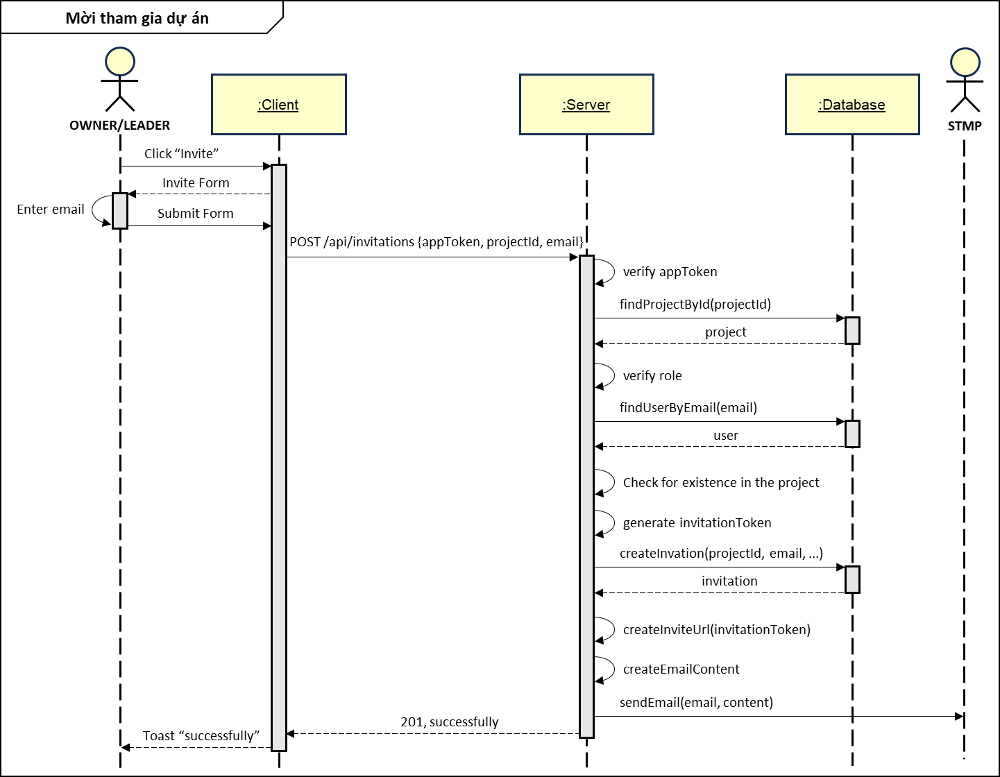 Mời tham gia dự án
OWNER/LEADER
:Client
:Server
:Database
STMP
Click “Invite”
Invite Form
Enter email
Submit Form
POST /api/invitations {appToken, projectId, email}
verify appToken
findProjectById(projectId)
project
verify role
findUserByEmail(email)
user
Check for existence in the project
generate invitationToken
createInvation(projectId, email, ...)
invitation
createInviteUrl(invitationToken)
createEmailContent
sendEmail(email, content)
201, successfully
Toast “successfully”